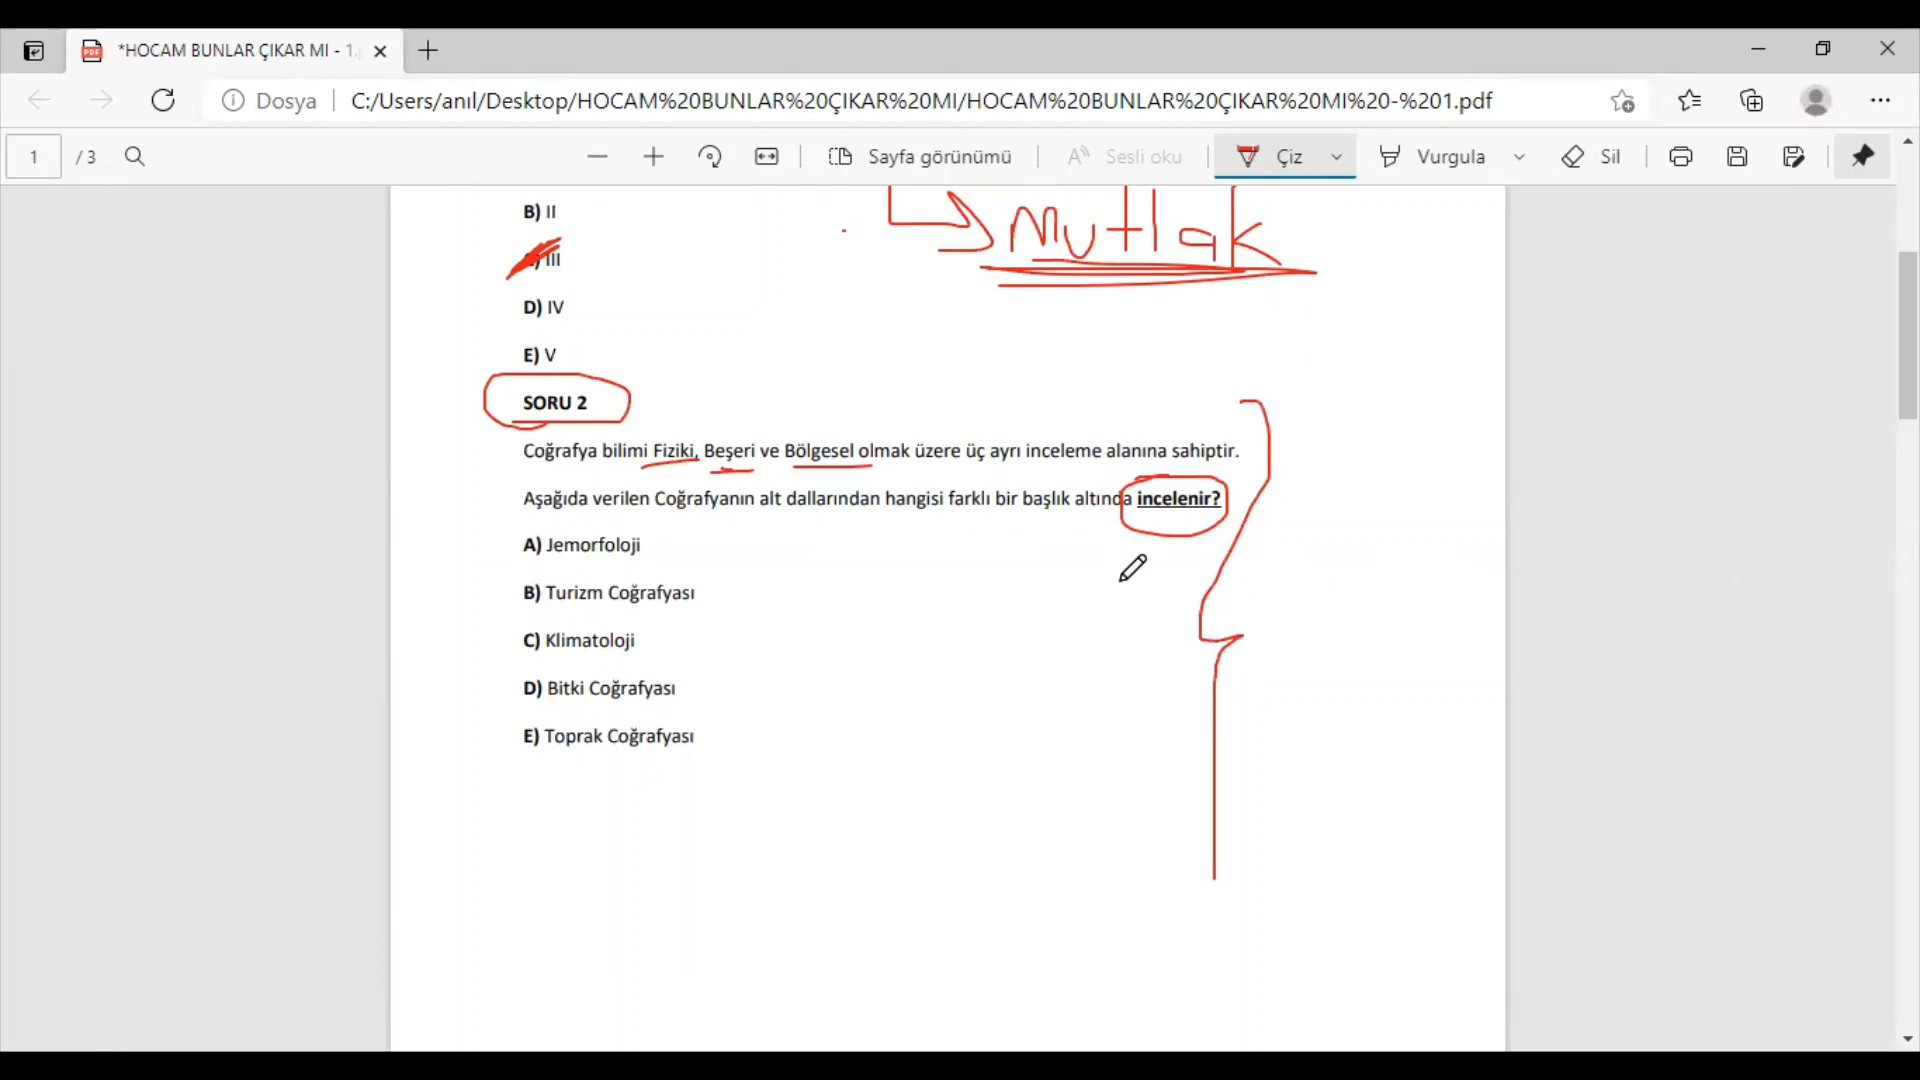 *HOCAM BUNLAR ÇIKAR MI - 1.
Dosya C:/Users/anıl/Desktop/HOCAM%20BUNLAR%20ÇIKAR%20MI/HOCAM%20BUNLAR%20ÇIKAR%20MI%20-%201.pdf
1 / 3 Sayfa görünümü Sesli oku Çiz Vurgula Sil
B) II
Mutlak
III
D) IV
E) V
SORU 2
Coğrafya bilimi Fiziki, Beşeri ve Bölgesel olmak üzere üç ayrı inceleme alanına sahiptir.
Aşağıda verilen Coğrafyanın alt dallarından hangisi farklı bir başlık altında incelenir?
A) Jemorfoloji
B) Turizm Coğrafyası
C) Klimatoloji
D) Bitki Coğrafyası
E) Toprak Coğrafyası